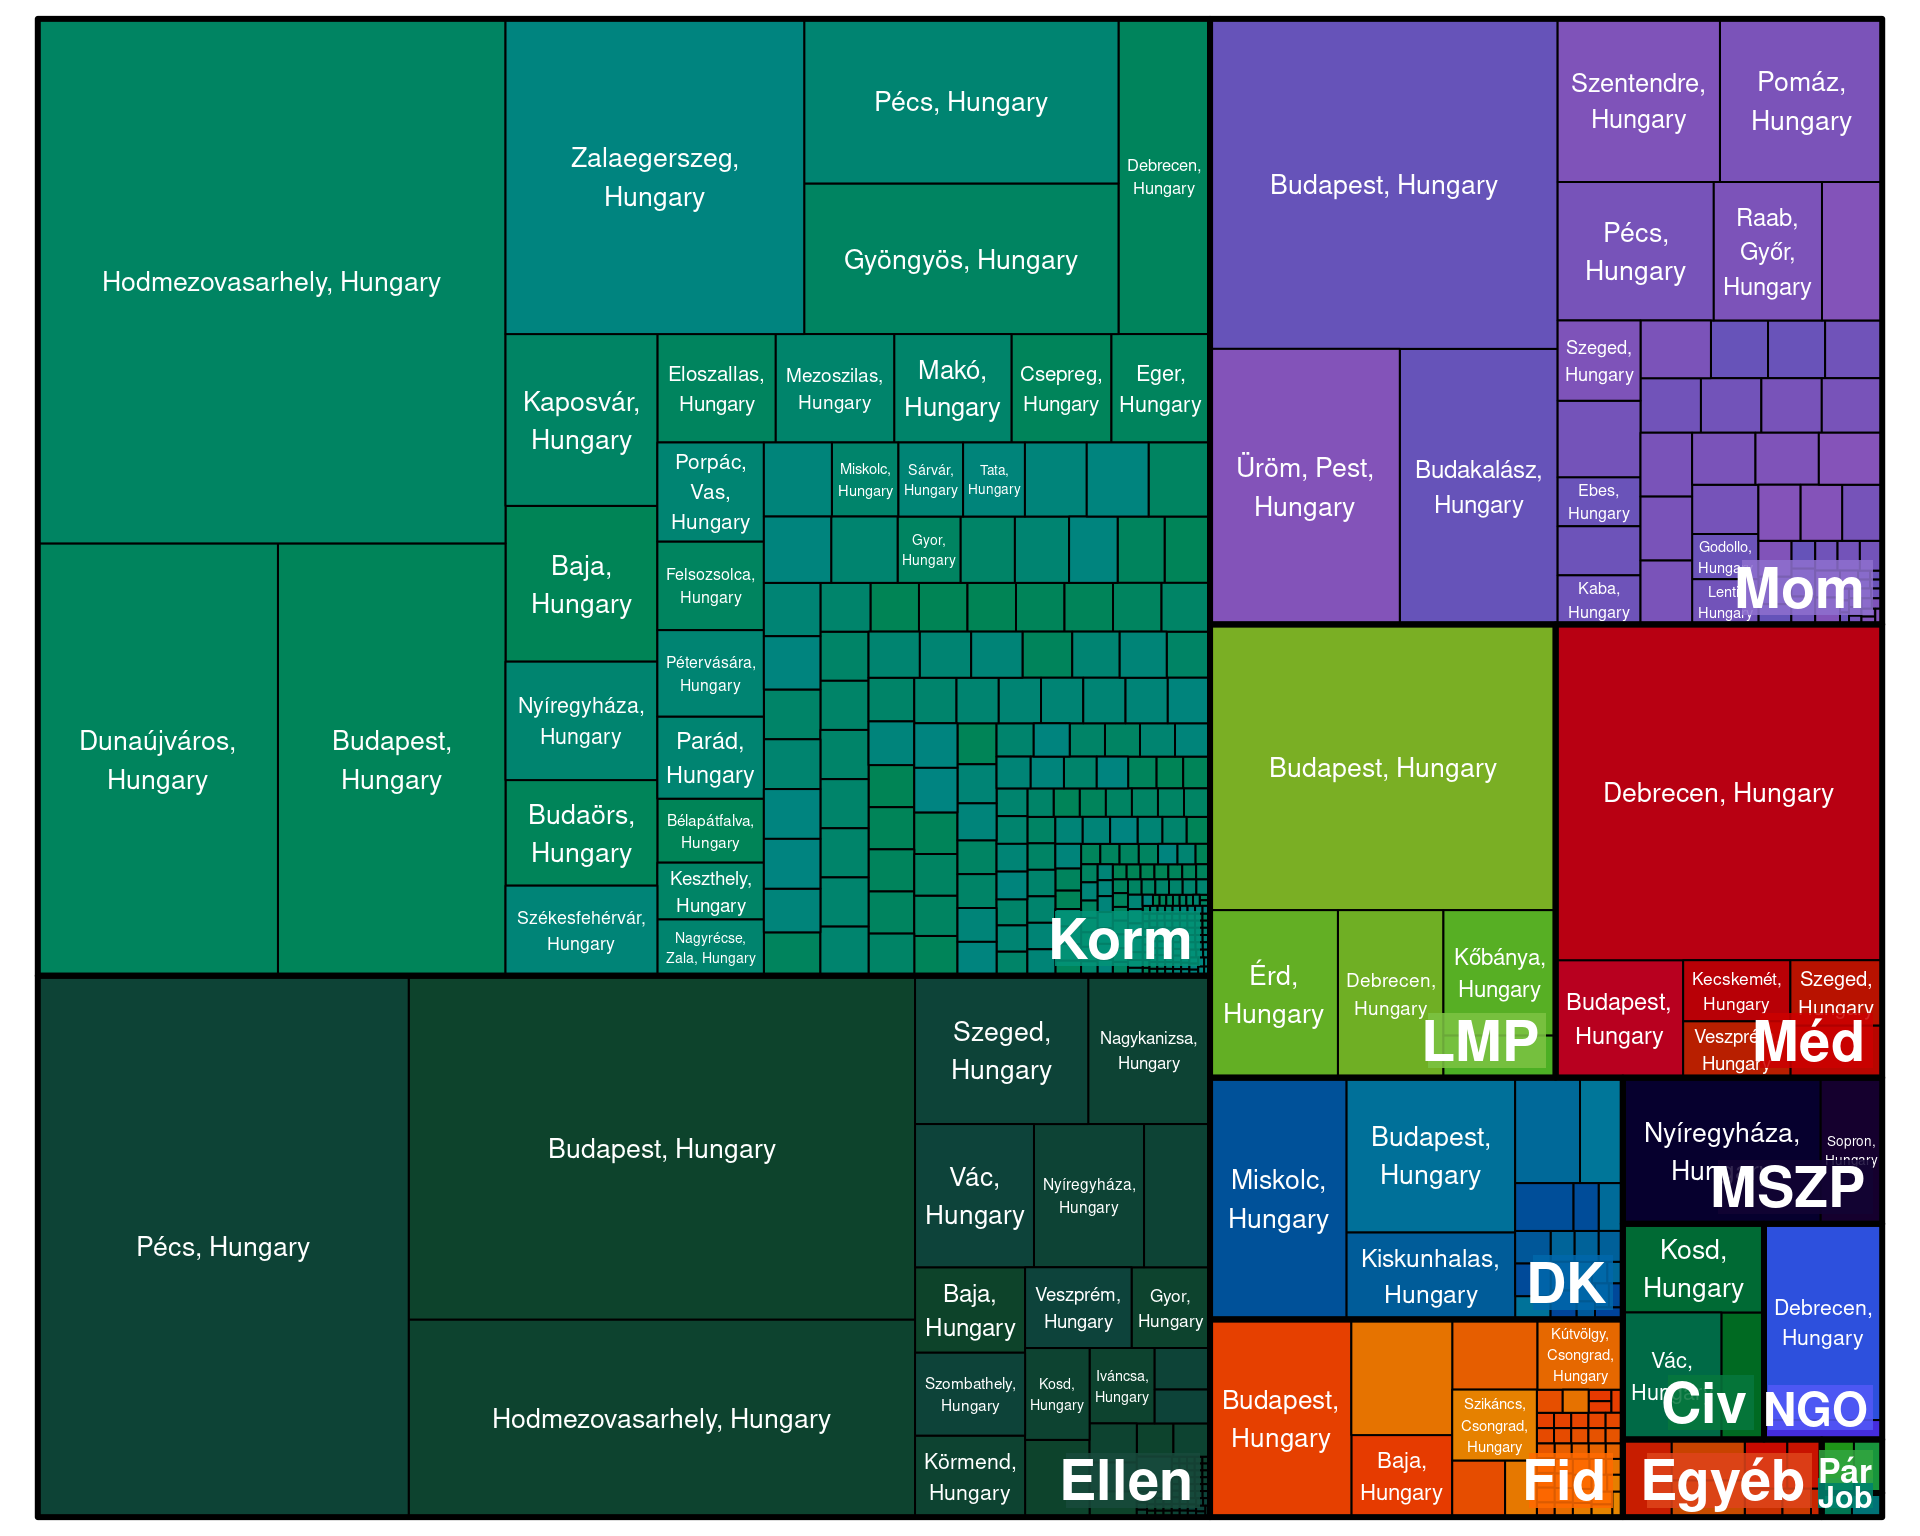 Hodmezovasarhely, Hungary
Zalaegerszeg,
Hungary
Pécs, Hungary
Gyöngyös, Hungary
Debrecen,
Hungary
Dunaújváros,
Hungary
Budapest,
Hungary
Kaposvár,
Hungary
Baja,
Hungary
Nyíregyháza,
Hungary
Budaörs,
Hungary
Székesfehérvár,
Hungary
Eloszallas,
Hungary
Mezoszilas,
Hungary
Makó,
Hungary
Csepreg,
Hungary
Eger,
Hungary
Porpác,
Vas,
Hungary
Felsozsolca,
Hungary
Pétervására,
Hungary
Parád,
Hungary
Bélapátfalva,
Hungary
Keszthely,
Hungary
Nagyrécse,
Zala, Hungary
Miskolc,
Hungary
Sárvár,
Hungary
Tata,
Hungary
Gyor,
Hungary
Korm
Budapest, Hungary
Szentendre,
Hungary
Pomáz,
Hungary
Pécs,
Hungary
Raab,
Győr,
Hungary
Üröm, Pest,
Hungary
Budakalász,
Hungary
Szeged,
Hungary
Ebes,
Hungary
Kaba,
Hungary
Godollo,
Lenti,
Hungary
Mom
Budapest, Hungary
Érd,
Hungary
Debrecen,
Hungary
Kőbánya,
Hungary
LMP
Debrecen, Hungary
Budapest,
Hungary
Kecskemét,
Hungary
Szeged,
Hungary
Hungary
Méd
Pécs, Hungary
Budapest, Hungary
Hodmezovasarhely, Hungary
Szeged,
Hungary
Nagykanizsa,
Hungary
Vác,
Hungary
Nyíregyháza,
Hungary
Baja,
Hungary
Veszprém,
Hungary
Gyor,
Hungary
Szombathely,
Hungary
Kosd,
Hungary
Iváncsa,
Hungary
Körmend,
Hungary
Ellen
Miskolc,
Hungary
Budapest,
Hungary
Kiskunhalas,
Hungary
DK
Nyíregyháza,
Sopron,
Hungary
MSZP
Kosd,
Hungary
Vác,
Civ
Debrecen,
Hungary
NGO
Budapest,
Hungary
Baja,
Hungary
Kútvölgy,
Csongrad,
Hungary
Szikáncs,
Csongrad,
Hungary
Fid
Egyéb
Pár
Job